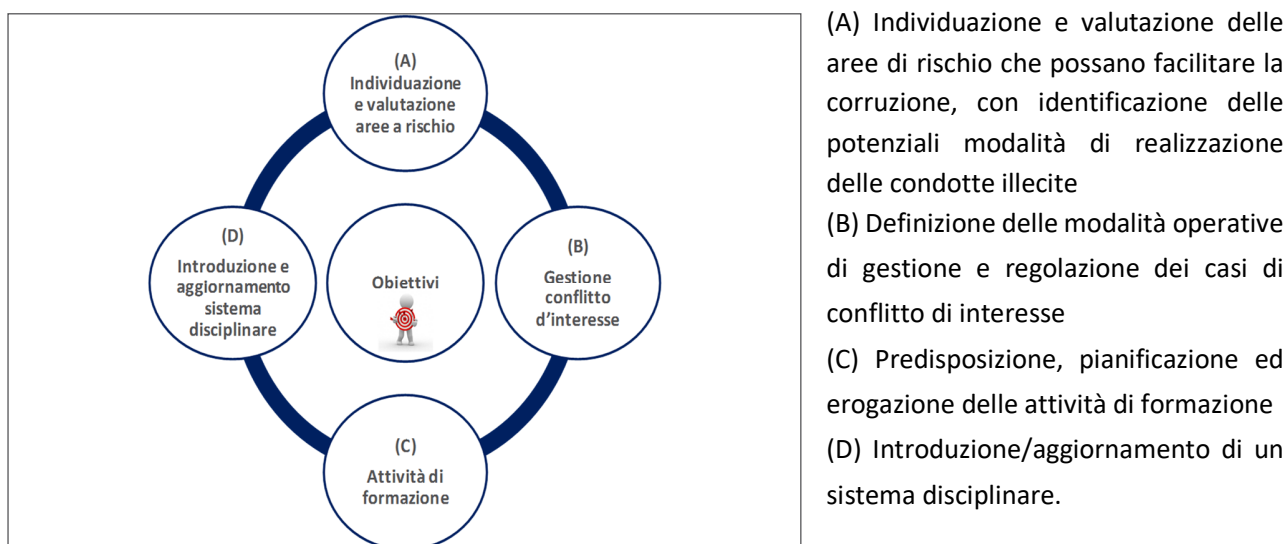 (A)
Individuazione
e valutazione
aree a rischio
(D)
Introduzione e
aggiornamento
sistema
disciplinare
Obiettivi
(B)
Gestione
conflitto
d'interesse
(C)
Attività di
formazione
(A) Individuazione e valutazione delle
aree di rischio che possano facilitare la
corruzione, con identificazione delle
potenziali modalità di realizzazione
delle condotte illecite
(B) Definizione delle modalità operative
di gestione e regolazione dei casi di
conflitto di interesse
(C) Predisposizione, pianificazione ed
erogazione delle attività di formazione
(D) Introduzione/aggiornamento di un
sistema disciplinare.